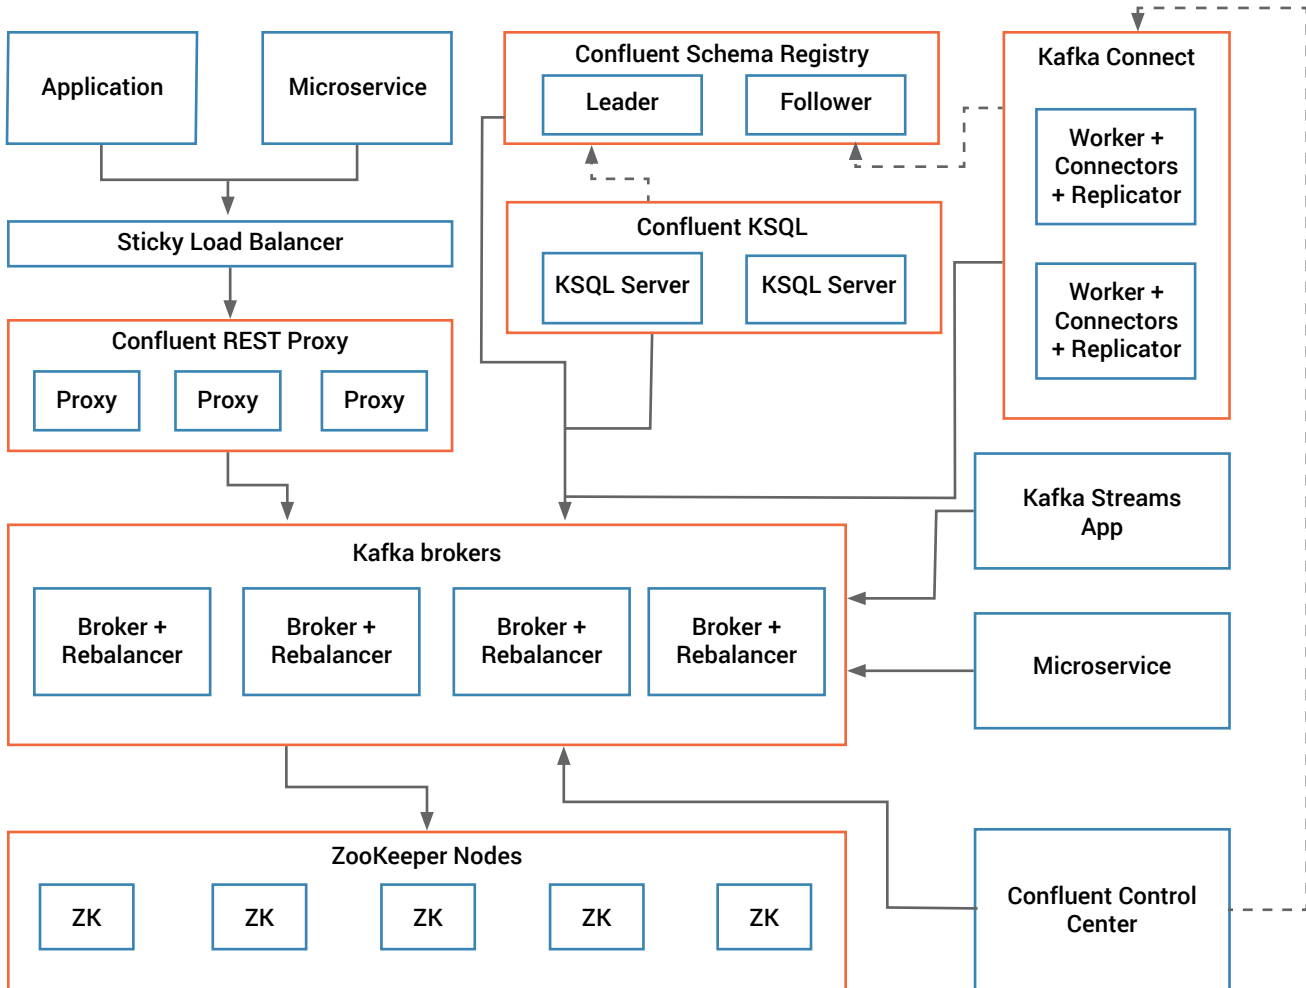 Application
Microservice
Sticky Load Balancer
Confluent REST Proxy
Proxy
Proxy
Proxy
Confluent Schema Registry
Leader
Follower
Confluent KSQL
KSQL Server
KSQL Server
Kafka Connect
Worker +
Connectors
+ Replicator
Worker +
Connectors
+ Replicator
Kafka brokers
Broker +
Rebalancer
Broker +
Rebalancer
Broker +
Rebalancer
Broker +
Rebalancer
Kafka Streams
App
Microservice
ZooKeeper Nodes
ZK
ZK
ZK
ZK
ZK
Confluent Control
Center